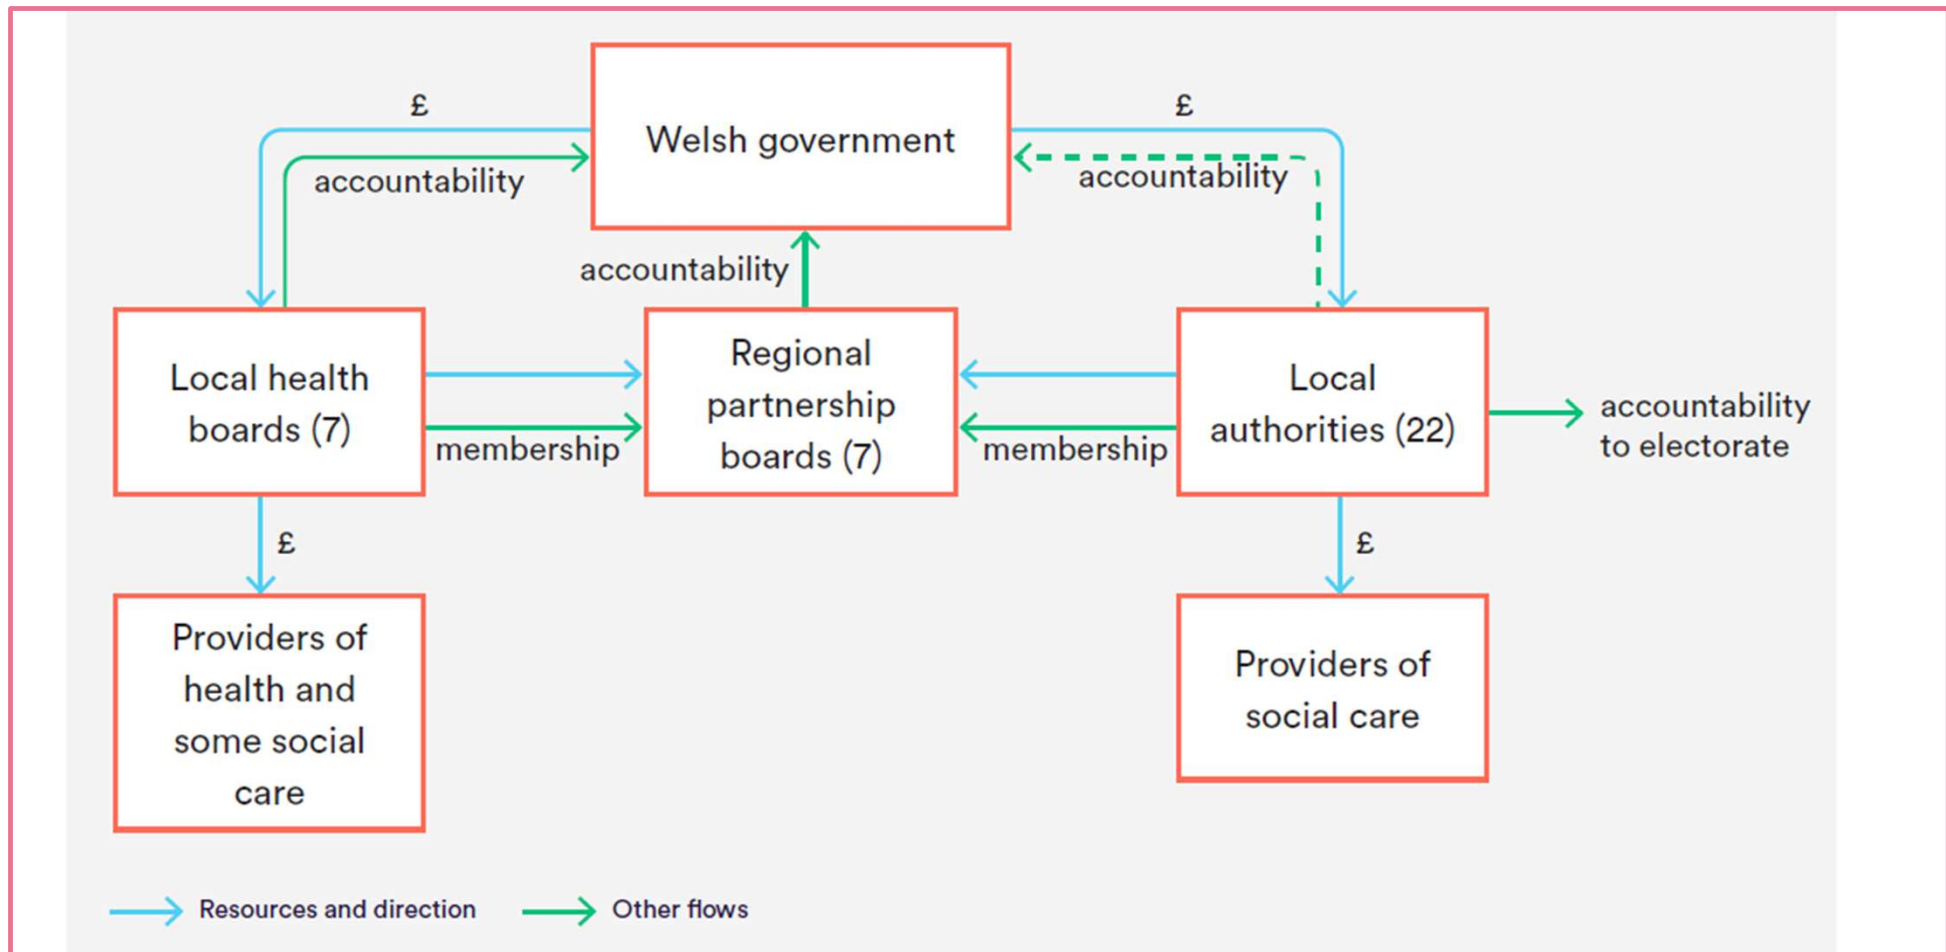 £
£
Welsh government
accountability
accountability
accountability
Local health
boards (7)
Regional
partnership
boards (7)
Local
authorities (22)
accountability
to electorate
membership
membership
£
£
Providers of
health and
some social
care
Providers of
social care
Resources and direction
Other flows